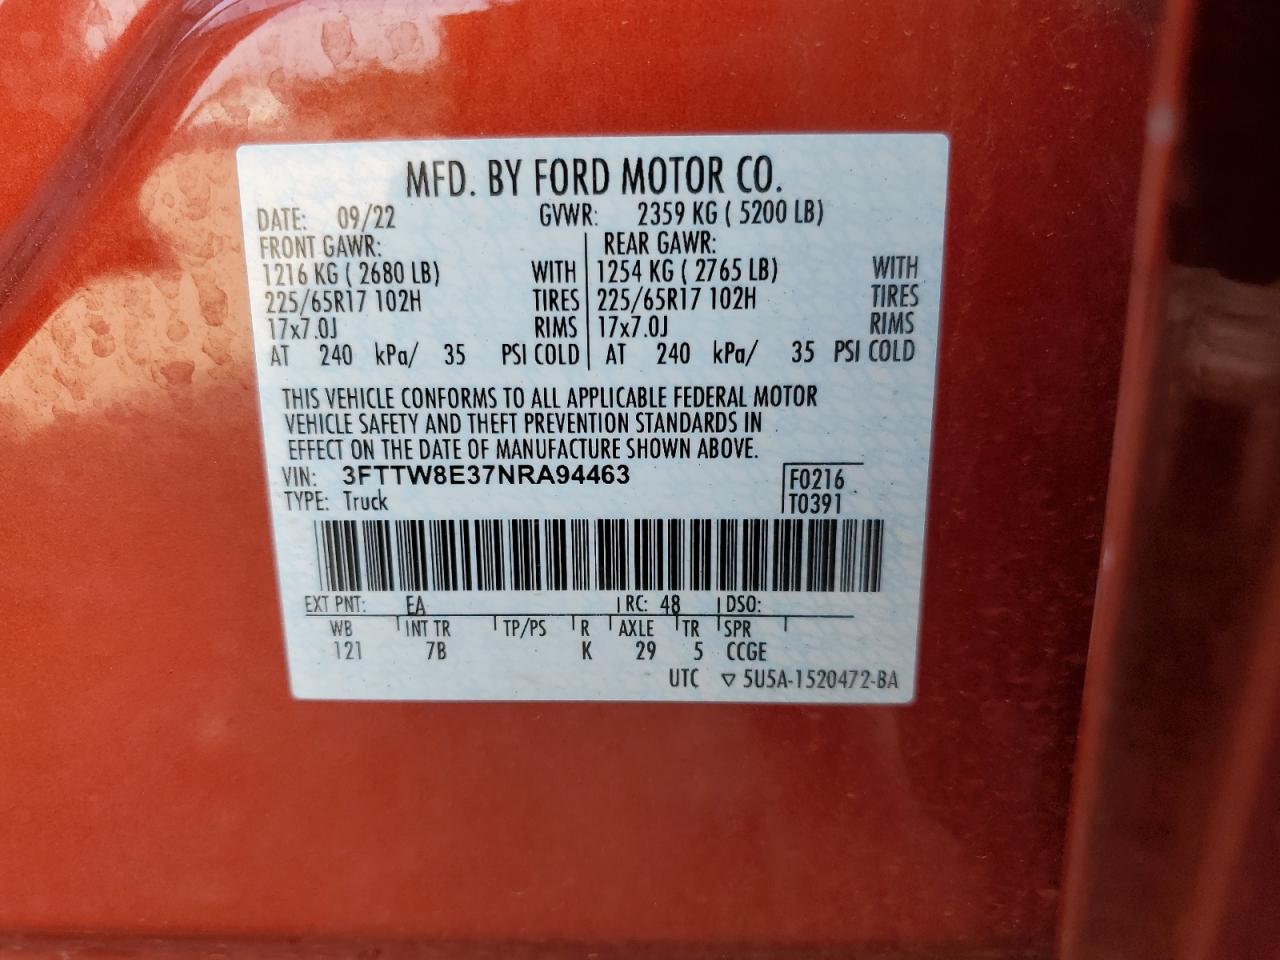 MFD. BY FORD MOTOR CO.
DATE: 09/22 GVWR: 2359 KG ( 5200 LB)
FRONT GAWR: REAR GAWR:
1216 KG ( 2680 LB) WITH 1254 KG ( 2765 LB) WITH
225/65R17 102H TIRES 225/65R17 102H TIRES
17x7.0J RIMS 17x7.0J RIMS
AT 240 kPa/ 35 PSI COLD AT 240 kPa/ 35 PSI COLD
THIS VEHICLE CONFORMS TO ALL APPLICABLE FEDERAL MOTOR
VEHICLE SAFETY AND THEFT PREVENTION STANDARDS IN
EFFECT ON THE DATE OF MANUFACTURE SHOWN ABOVE.
VIN: 3FTTW8E37NRA94463 F0216
TYPE: Truck T0391
EXT PNT: EA RC: 48 DSO:
WB INT TR TP/PS R AXLE TR SPR
121 7B K 29 5 CCGE
UTC ▽ 5U5A-1520472-BA